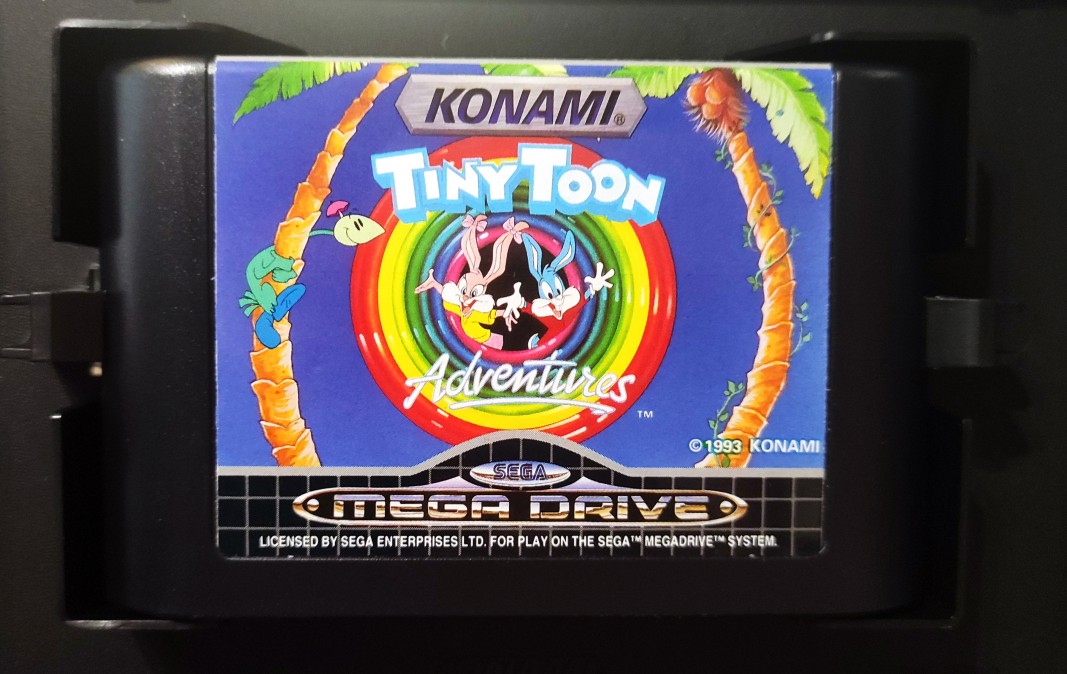 KONAMI®
TINY TOON
Adventures
TM
©1993 KONAMI
SEGA
MEGA DRIVE
LICENSED BY SEGA ENTERPRISES LTD. FOR PLAY ON THE SEGA™ MEGADRIVE™ SYSTEM.